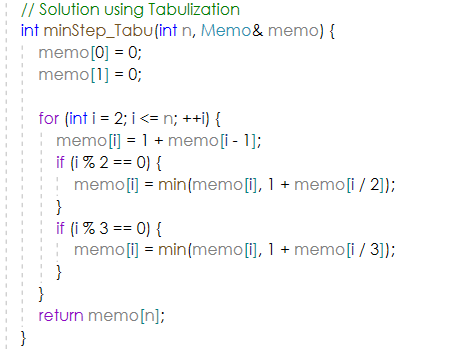 // Solution using Tabulization
int minStep_Tabu(int n, Memo& memo) {
    memo[0] = 0;
    memo[1] = 0;

    for (int i = 2; i <= n; ++i) {
        memo[i] = 1 + memo[i - 1];
        if (i % 2 == 0) {
            memo[i] = min(memo[i], 1 + memo[i / 2]);
        }
        if (i % 3 == 0) {
            memo[i] = min(memo[i], 1 + memo[i / 3]);
        }
    }
    return memo[n];
}